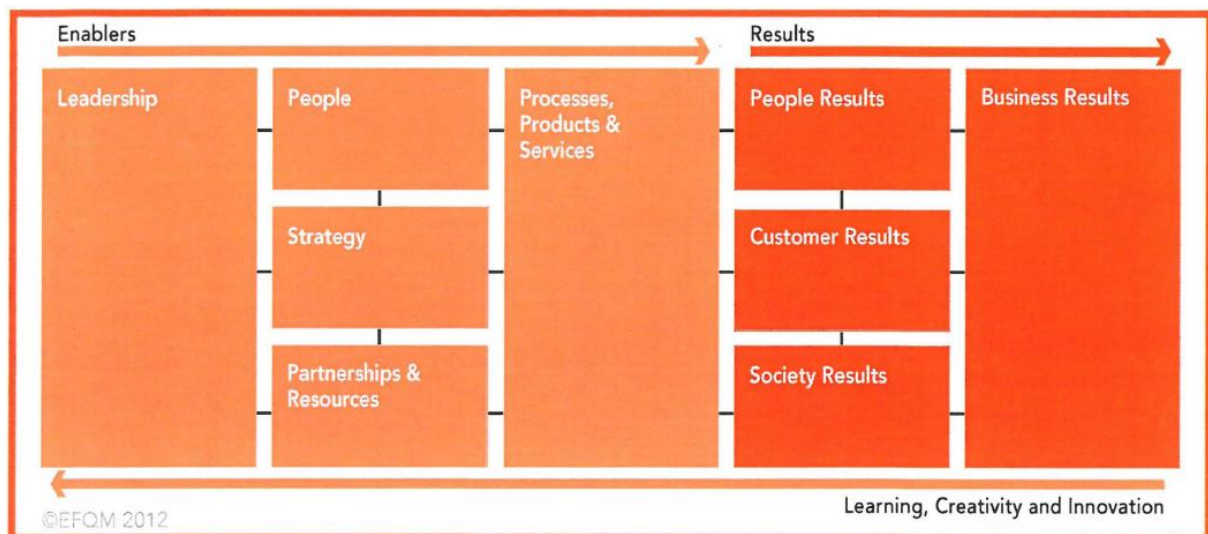 Enablers
Results
Leadership
People
Processes,
Products &
Services
People Results
Business Results
Strategy
Customer Results
Partnerships &
Resources
Society Results
Learning, Creativity and Innovation
©EFQM 2012